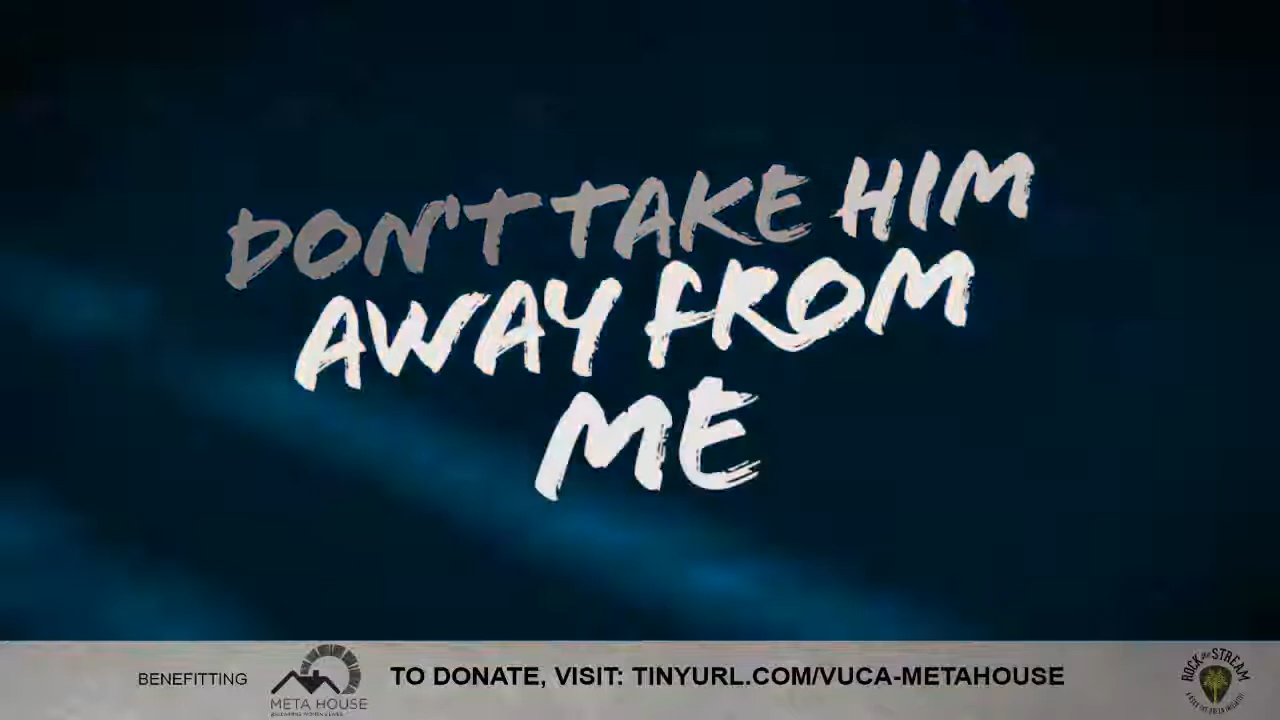 DON'T TAKE HIM
AWAY FROM
ME
BENEFITTING
META HOUSE
TO DONATE, VISIT: TINYURL.COM/VUCA-METAHOUSE
ROCK the STREAM